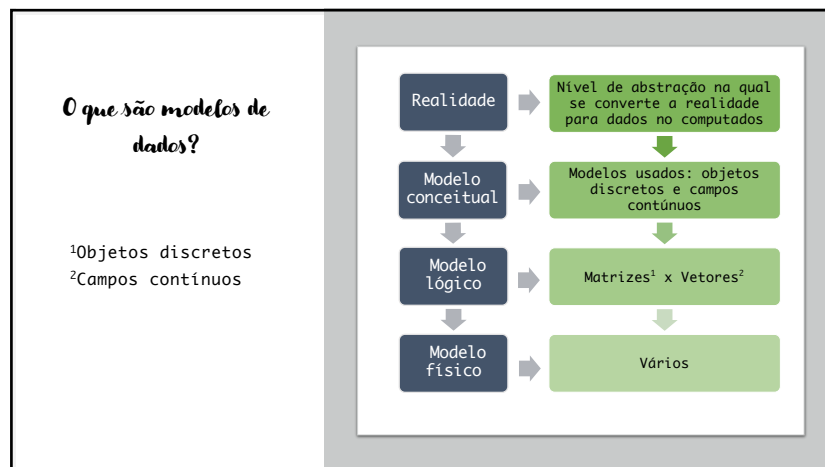 O que são modelos de
dados?
¹Objetos discretos
²Campos contínuos
Realidade
Nível de abstração na qual
se converte a realidade
para dados no computados
Modelo
conceitual
Modelos usados: objetos
discretos e campos
contúnuos
Modelo
lógico
Matrizes¹ x Vetores²
Modelo
físico
Vários